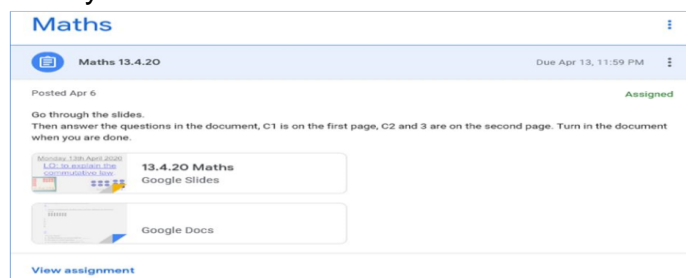 Maths
Maths 13.4.20
Due Apr 13, 11:59 PM
Posted Apr 6
Assigned
Go through the slides.
Then answer the questions in the document, C1 is on the first page, C2 and 3 are on the second page. Turn in the document
when you are done.
Monday 13th April 2020
LO: to explain the
commutative law
13.4.20 Maths
Google Slides
Google Docs
View assignment